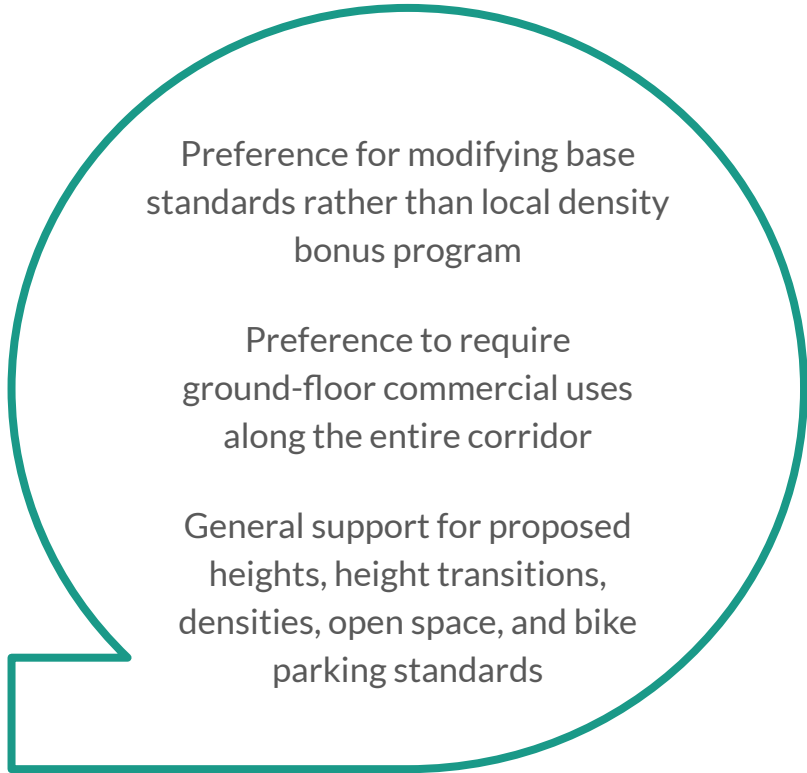 Preference for modifying base
standards rather than local density
bonus program
Preference to require
ground-floor commercial uses
along the entire corridor
General support for proposed
heights, height transitions,
densities, open space, and bike
parking standards